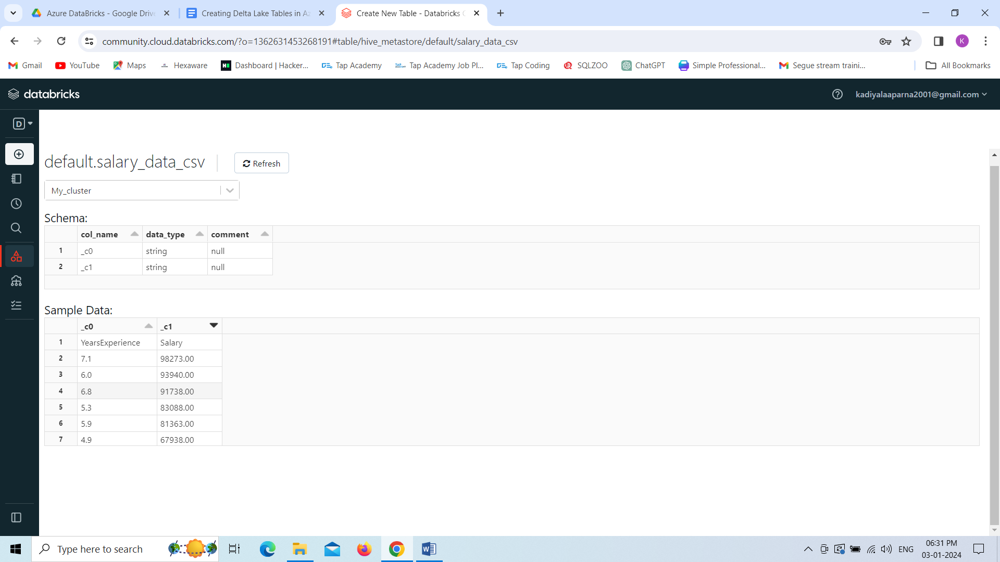 Azure DataBricks - Google Drive
Creating Delta Lake Tables in Az
Create New Table - Databricks C
community.cloud.databricks.com/?o=1362631453268191#table/hive_metastore/default/salary_data_csv
K
Gmail
YouTube
Maps
Hexaware
Dashboard | Hacker...
Tap Academy
Tap Academy Job Pl...
Tap Coding
SQLZOO
ChatGPT
Simple Professional...
Segue stream traini...
All Bookmarks
databricks
kadiyalaaparna2001@gmail.com
D
default.salary_data_csv
Refresh
My_cluster
Schema:
col_name data_type comment
1 _c0 string null
2 _c1 string null
Sample Data:
_c0 _c1
1 YearsExperience Salary
2 7.1 98273.00
3 6.0 93940.00
4 6.8 91738.00
5 5.3 83088.00
6 5.9 81363.00
7 4.9 67938.00
Type here to search
ENG
06:31 PM
03-01-2024